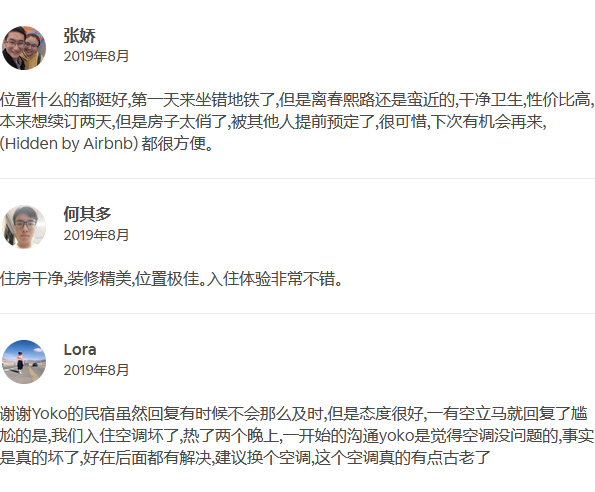 张娇
2019年8月
位置什么的都挺好,第一天来坐错地铁了,但是离春熙路还是蛮近的,干净卫生,性价比高,
本来想续订两天,但是房子太俏了,被其他人提前预定了,很可惜,下次有机会再来,
(Hidden by Airbnb) 都很方便。
何其多
2019年8月
住房干净,装修精美,位置极佳。入住体验非常不错。
Lora
2019年8月
谢谢Yoko的民宿虽然回复有时候不会那么及时,但是态度很好,一有空立马就回复了尴
尬的是,我们入住空调坏了,热了两个晚上,一开始的沟通yoko是觉得空调没问题的,事实
是真的坏了,好在后面都有解决,建议换个空调,这个空调真的有点古老了